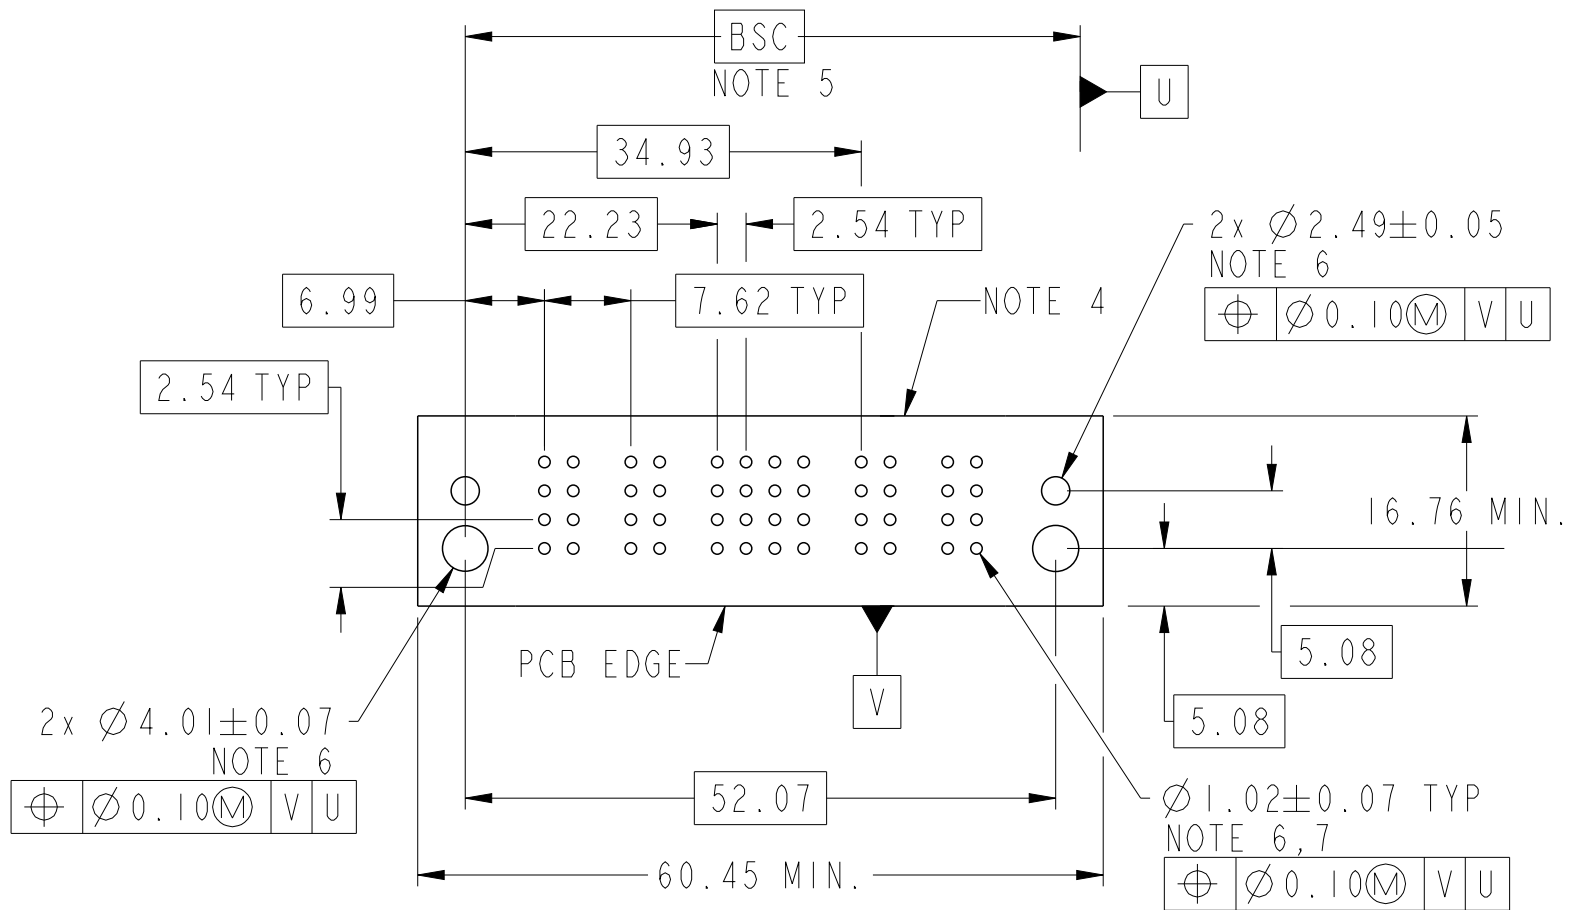 BSC
NOTE 5
U
34.93
22.23
2.54 TYP
2x ∅2.49±0.05
NOTE 6
⌖ ∅0.10Ⓜ V U
6.99
7.62 TYP
NOTE 4
2.54 TYP
16.76 MIN.
PCB EDGE
5.08
V
5.08
2x ∅4.01±0.07
NOTE 6
⌖ ∅0.10Ⓜ V U
52.07
∅1.02±0.07 TYP
NOTE 6,7
⌖ ∅0.10Ⓜ V U
60.45 MIN.